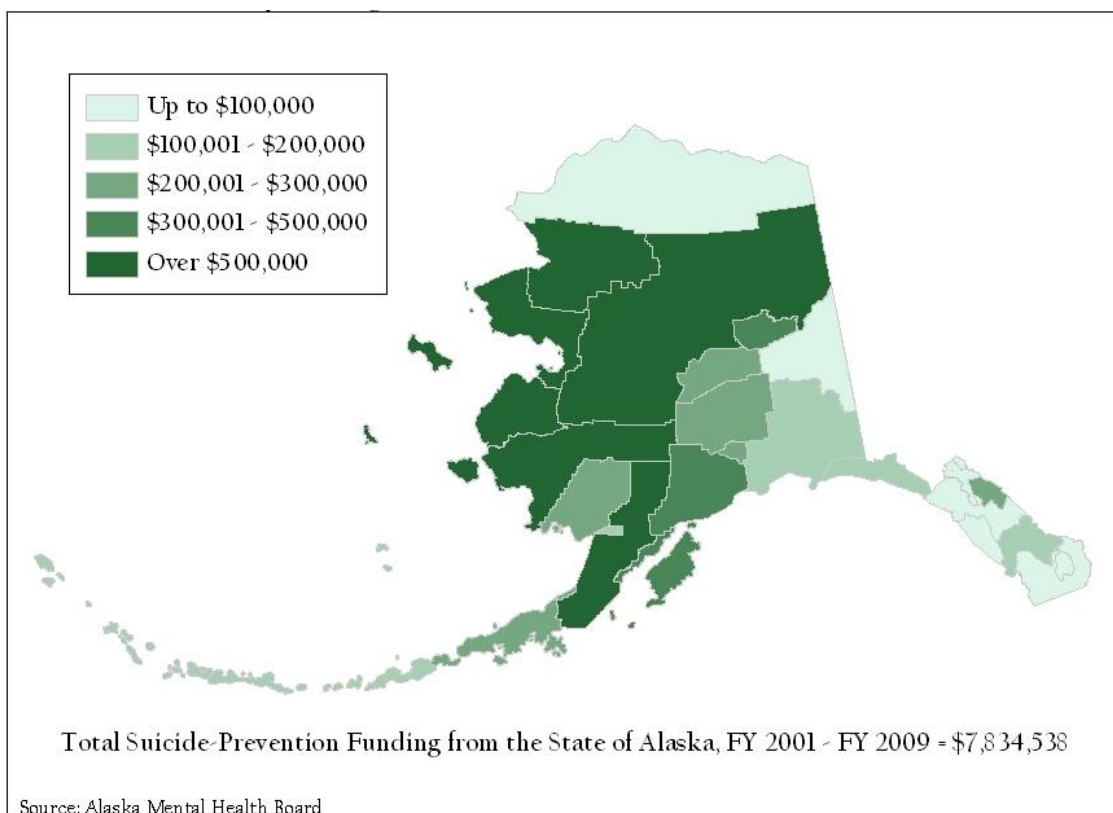 Up to $100,000
$100,001 - $200,000
$200,001 - $300,000
$300,001 - $500,000
Over $500,000
Total Suicide-Prevention Funding from the State of Alaska, FY 2001 - FY 2009 = $7,834,538
Source: Alaska Mental Health Board